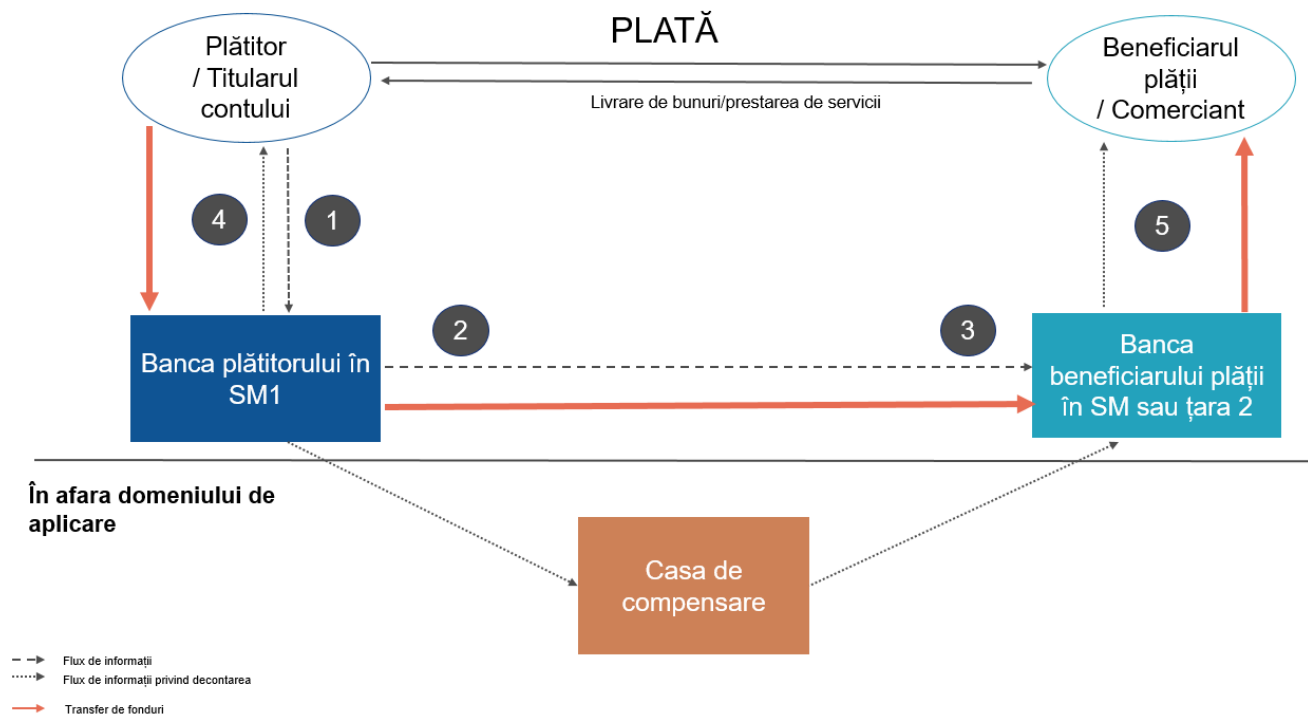 PLATĂ
Plătitor
/ Titularul
contului
Beneficiarul
plății
/ Comerciant
Livrare de bunuri/prestarea de servicii
4
1
5
2
3
Banca plătitorului în
SM1
Banca
beneficiarului plății
în SM sau țara 2
În afara domeniului de
aplicare
Casa de
compensare
Flux de informații
Flux de informații privind decontarea
Transfer de fonduri